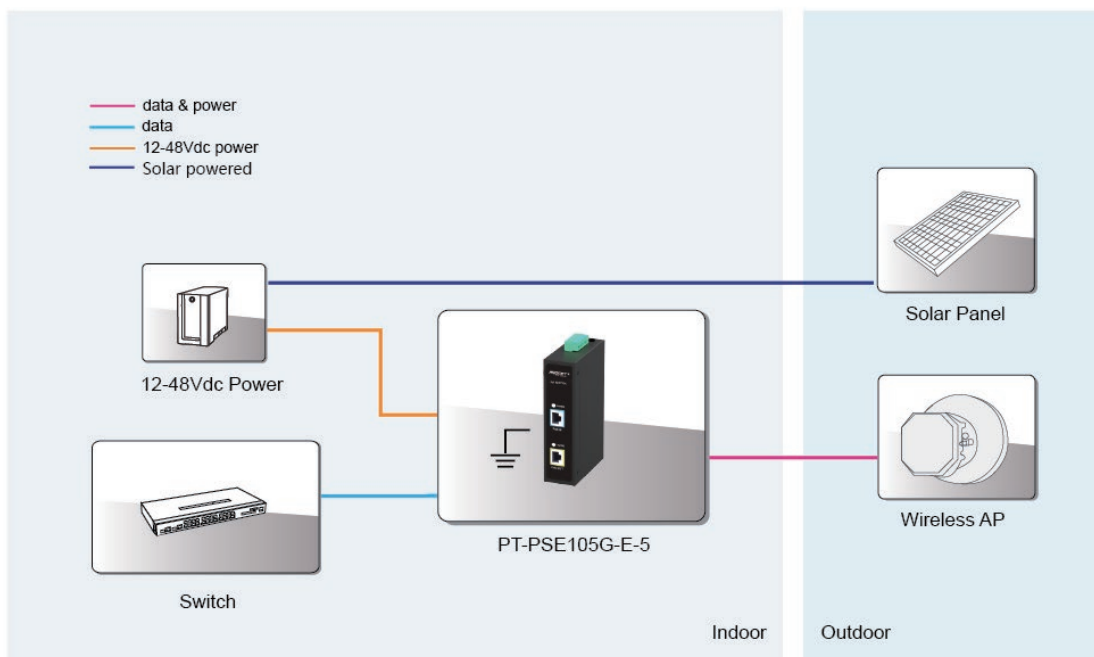 data & power
data
12-48Vdc power
Solar powered
Solar Panel
12-48Vdc Power
Wireless AP
PT-PSE105G-E-5
Switch
Indoor
Outdoor